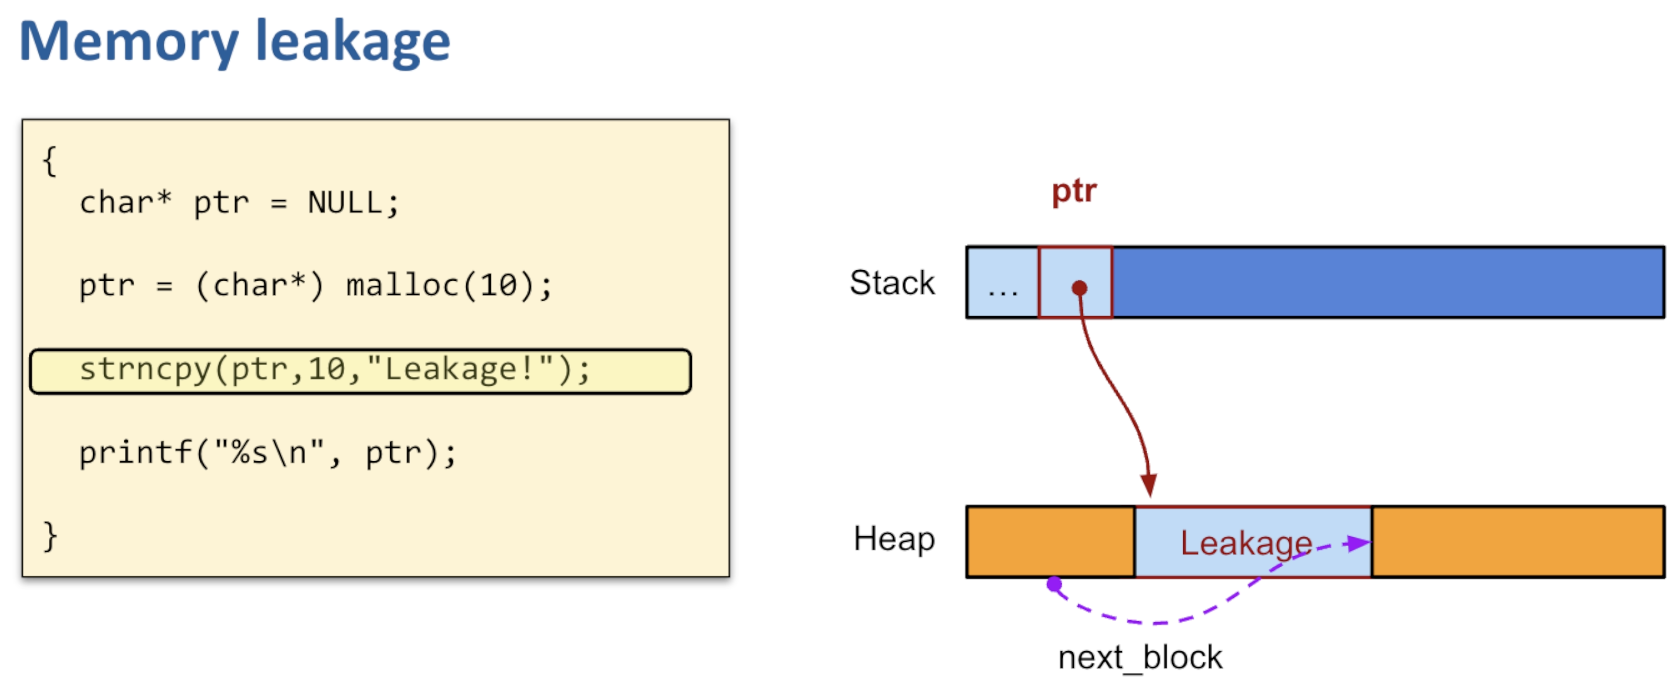 Memory leakage
{
char* ptr = NULL;
ptr = (char*) malloc(10);
strncpy(ptr,10,"Leakage!");
printf("%s\n", ptr);
}
ptr
Stack
...
Heap
Leakage
next_block